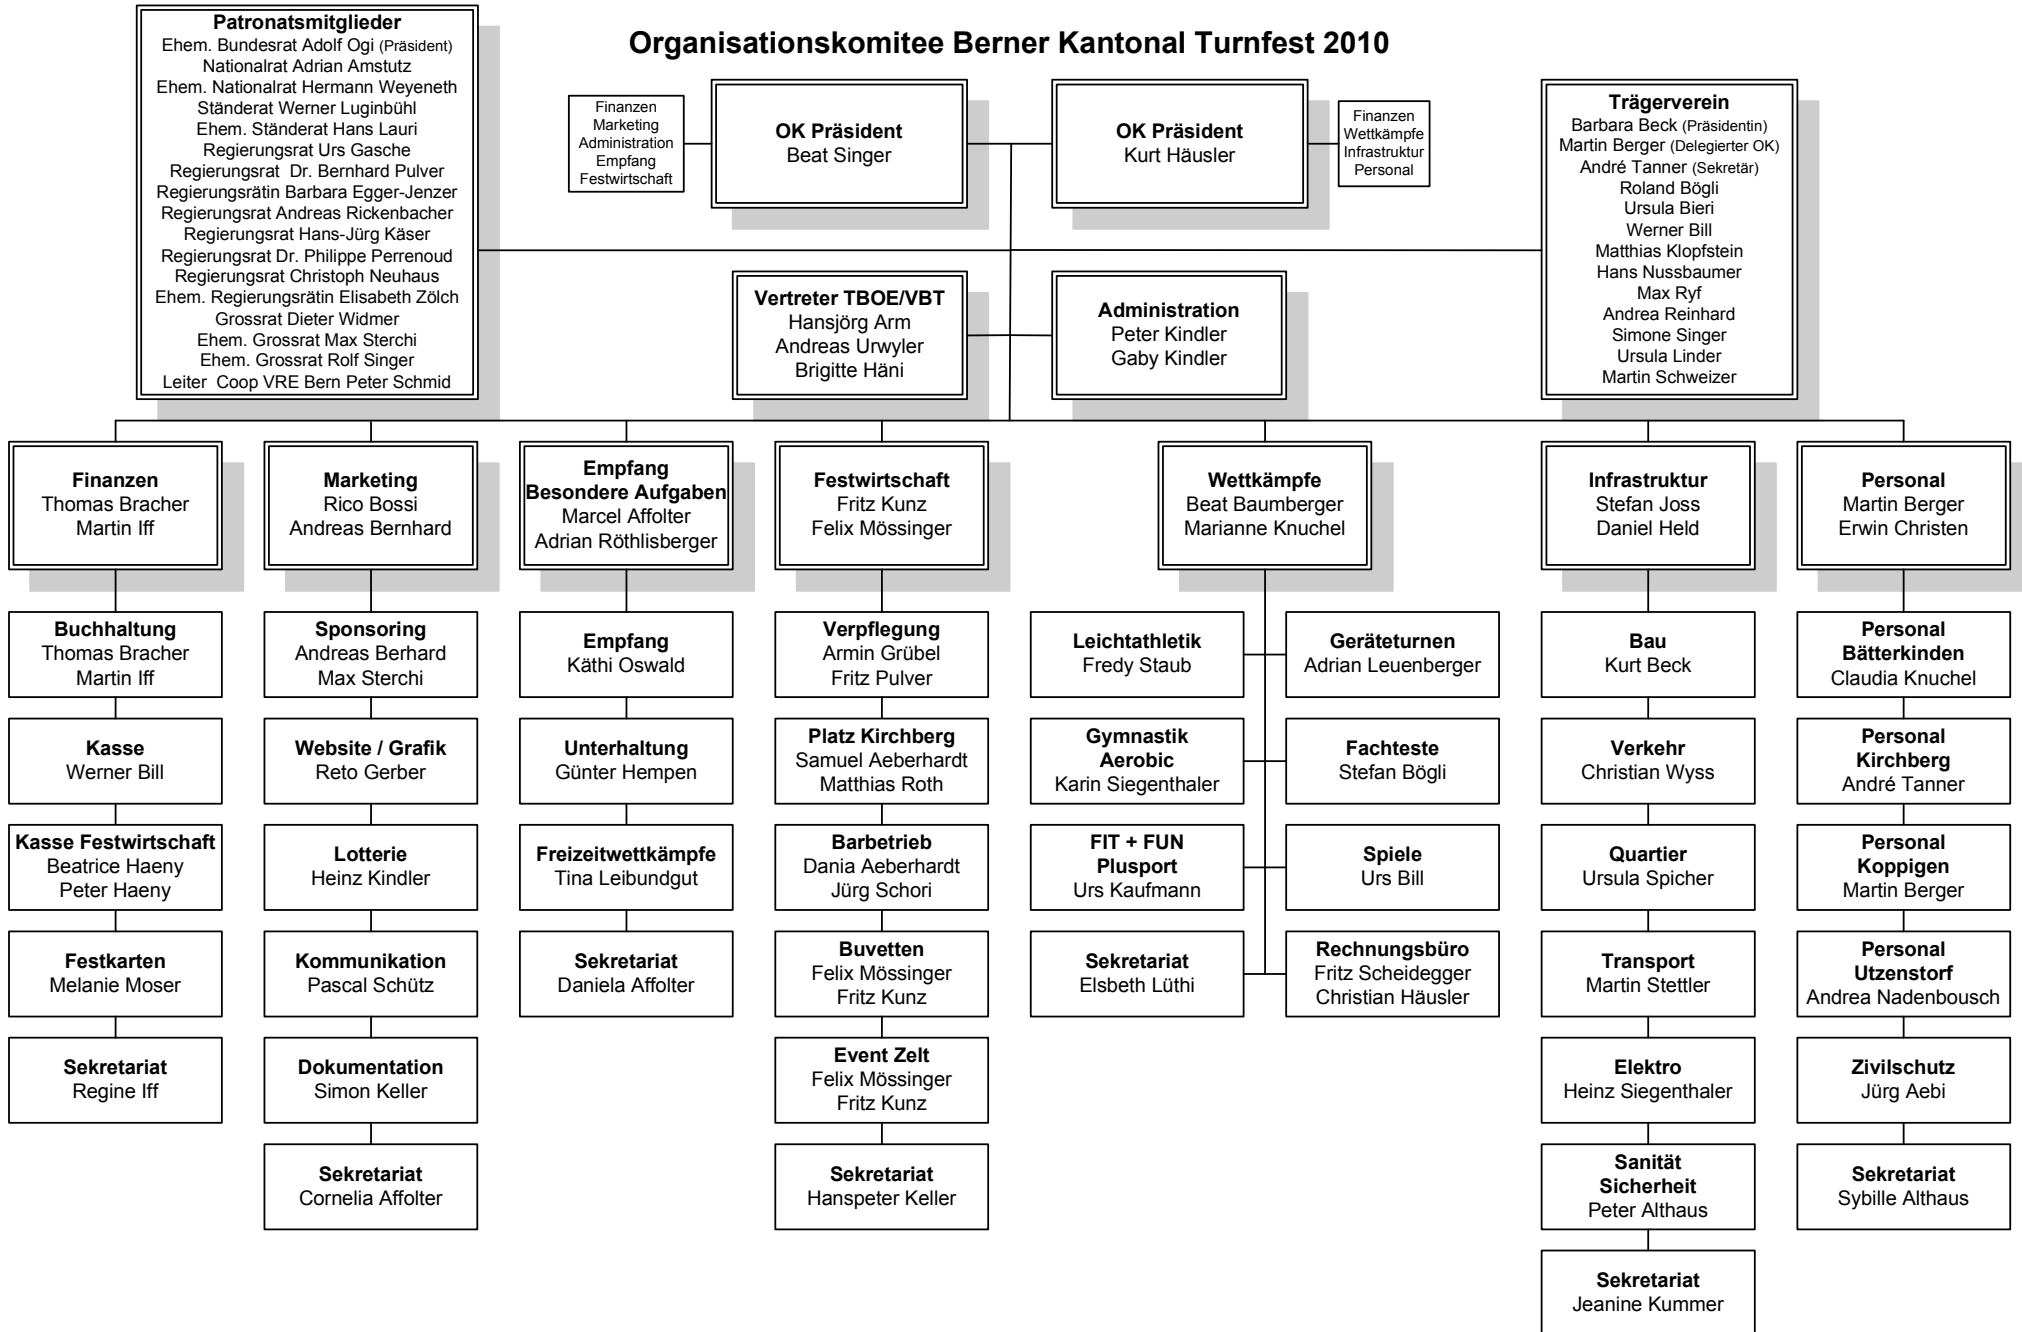 Organisationskomitee Berner Kantonal Turnfest 2010
Patronatsmitglieder
Ehem. Bundesrat Adolf Ogi (Präsident)
Nationalrat Adrian Amstutz
Ehem. Nationalrat Hermann Weyeneth
Ständerat Werner Luginbühl
Ehem. Ständerat Hans Lauri
Regierungsrat Urs Gasche
Regierungsrat Dr. Bernhard Pulver
Regierungsrätin Barbara Egger-Jenzer
Regierungsrat Andreas Rickenbacher
Regierungsrat Hans-Jürg Käser
Regierungsrat Dr. Philippe Perrenoud
Regierungsrat Christoph Neuhaus
Ehem. Regierungsrätin Elisabeth Zölch
Grossrat Dieter Widmer
Ehem. Grossrat Max Sterchi
Ehem. Grossrat Rolf Singer
Leiter Coop VRE Bern Peter Schmid
Finanzen
Marketing
Administration
Empfang
Festwirtschaft
OK Präsident
Beat Singer
OK Präsident
Kurt Häusler
Finanzen
Wettkämpfe
Infrastruktur
Personal
Trägerverein
Barbara Beck (Präsidentin)
Martin Berger (Delegierter OK)
André Tanner (Sekretär)
Roland Bögli
Ursula Bieri
Werner Bill
Matthias Klopfstein
Hans Nussbaumer
Max Ryf
Andrea Reinhard
Simone Singer
Ursula Linder
Martin Schweizer
Vertreter TBOE/VBT
Hansjörg Arm
Andreas Urwyler
Brigitte Häni
Administration
Peter Kindler
Gaby Kindler
Finanzen
Thomas Bracher
Martin Iff
Buchhaltung
Thomas Bracher
Martin Iff
Kasse
Werner Bill
Kasse Festwirtschaft
Beatrice Haeny
Peter Haeny
Festkarten
Melanie Moser
Sekretariat
Regine Iff
Marketing
Rico Bossi
Andreas Bernhard
Sponsoring
Andreas Berhard
Max Sterchi
Website / Grafik
Reto Gerber
Lotterie
Heinz Kindler
Kommunikation
Pascal Schütz
Dokumentation
Simon Keller
Sekretariat
Cornelia Affolter
Empfang
Besondere Aufgaben
Marcel Affolter
Adrian Röthlisberger
Empfang
Käthi Oswald
Unterhaltung
Günter Hempen
Freizeitwettkämpfe
Tina Leibundgut
Sekretariat
Daniela Affolter
Festwirtschaft
Fritz Kunz
Felix Mössinger
Verpflegung
Armin Grübel
Fritz Pulver
Platz Kirchberg
Samuel Aeberhardt
Matthias Roth
Barbetrieb
Dania Aeberhardt
Jürg Schori
Buvetten
Felix Mössinger
Fritz Kunz
Event Zelt
Felix Mössinger
Fritz Kunz
Sekretariat
Hanspeter Keller
Wettkämpfe
Beat Baumberger
Marianne Knuchel
Leichtathletik
Fredy Staub
Geräteturnen
Adrian Leuenberger
Gymnastik
Aerobic
Karin Siegenthaler
Fachteste
Stefan Bögli
FIT + FUN
Plusport
Urs Kaufmann
Spiele
Urs Bill
Sekretariat
Elsbeth Lüthi
Rechnungsbüro
Fritz Scheidegger
Christian Häusler
Infrastruktur
Stefan Joss
Daniel Held
Bau
Kurt Beck
Verkehr
Christian Wyss
Quartier
Ursula Spicher
Transport
Martin Stettler
Elektro
Heinz Siegenthaler
Sanität
Sicherheit
Peter Althaus
Sekretariat
Jeanine Kummer
Personal
Martin Berger
Erwin Christen
Personal
Bätterkinden
Claudia Knuchel
Personal
Kirchberg
André Tanner
Personal
Koppigen
Martin Berger
Personal
Utzenstorf
Andrea Nadenbousch
Zivilschutz
Jürg Aebi
Sekretariat
Sybille Althaus